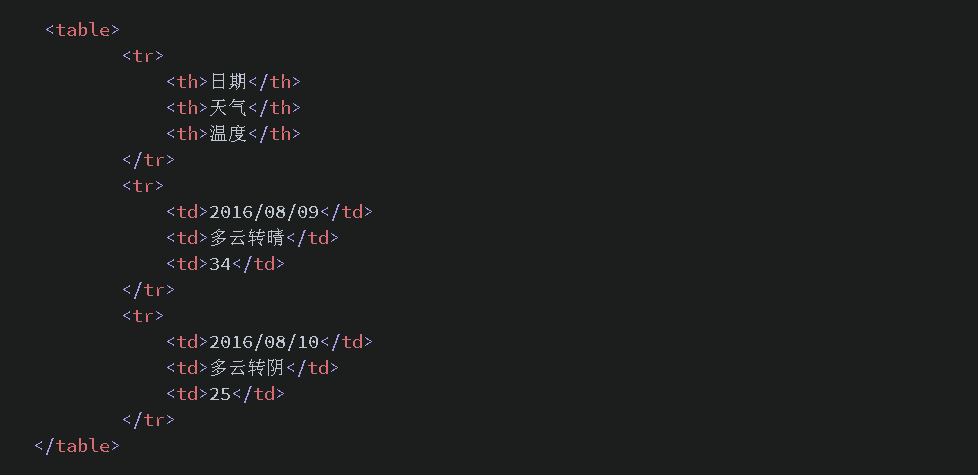 <table>
<tr>
<th>日期</th>
<th>天气</th>
<th>温度</th>
</tr>
<tr>
<td>2016/08/09</td>
<td>多云转晴</td>
<td>34</td>
</tr>
<tr>
<td>2016/08/10</td>
<td>多云转阴</td>
<td>25</td>
</tr>
</table>